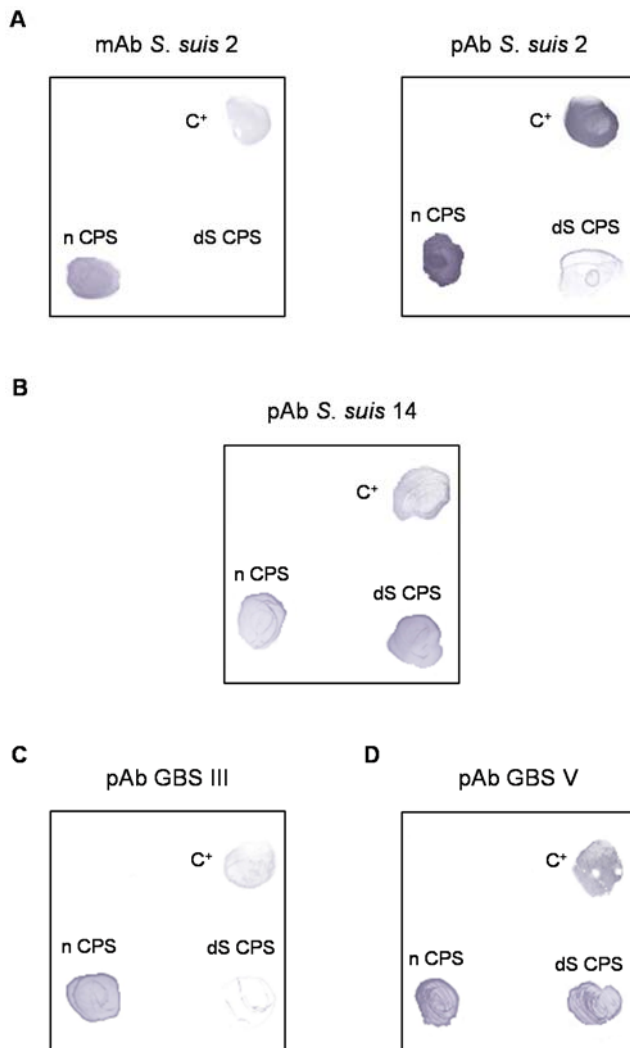 A
mAb S. suis 2
pAb S. suis 2
C⁺
C⁺
n CPS
dS CPS
n CPS
dS CPS
B
pAb S. suis 14
C⁺
n CPS
dS CPS
C
pAb GBS III
D
pAb GBS V
C⁺
C⁺
n CPS
dS CPS
n CPS
dS CPS